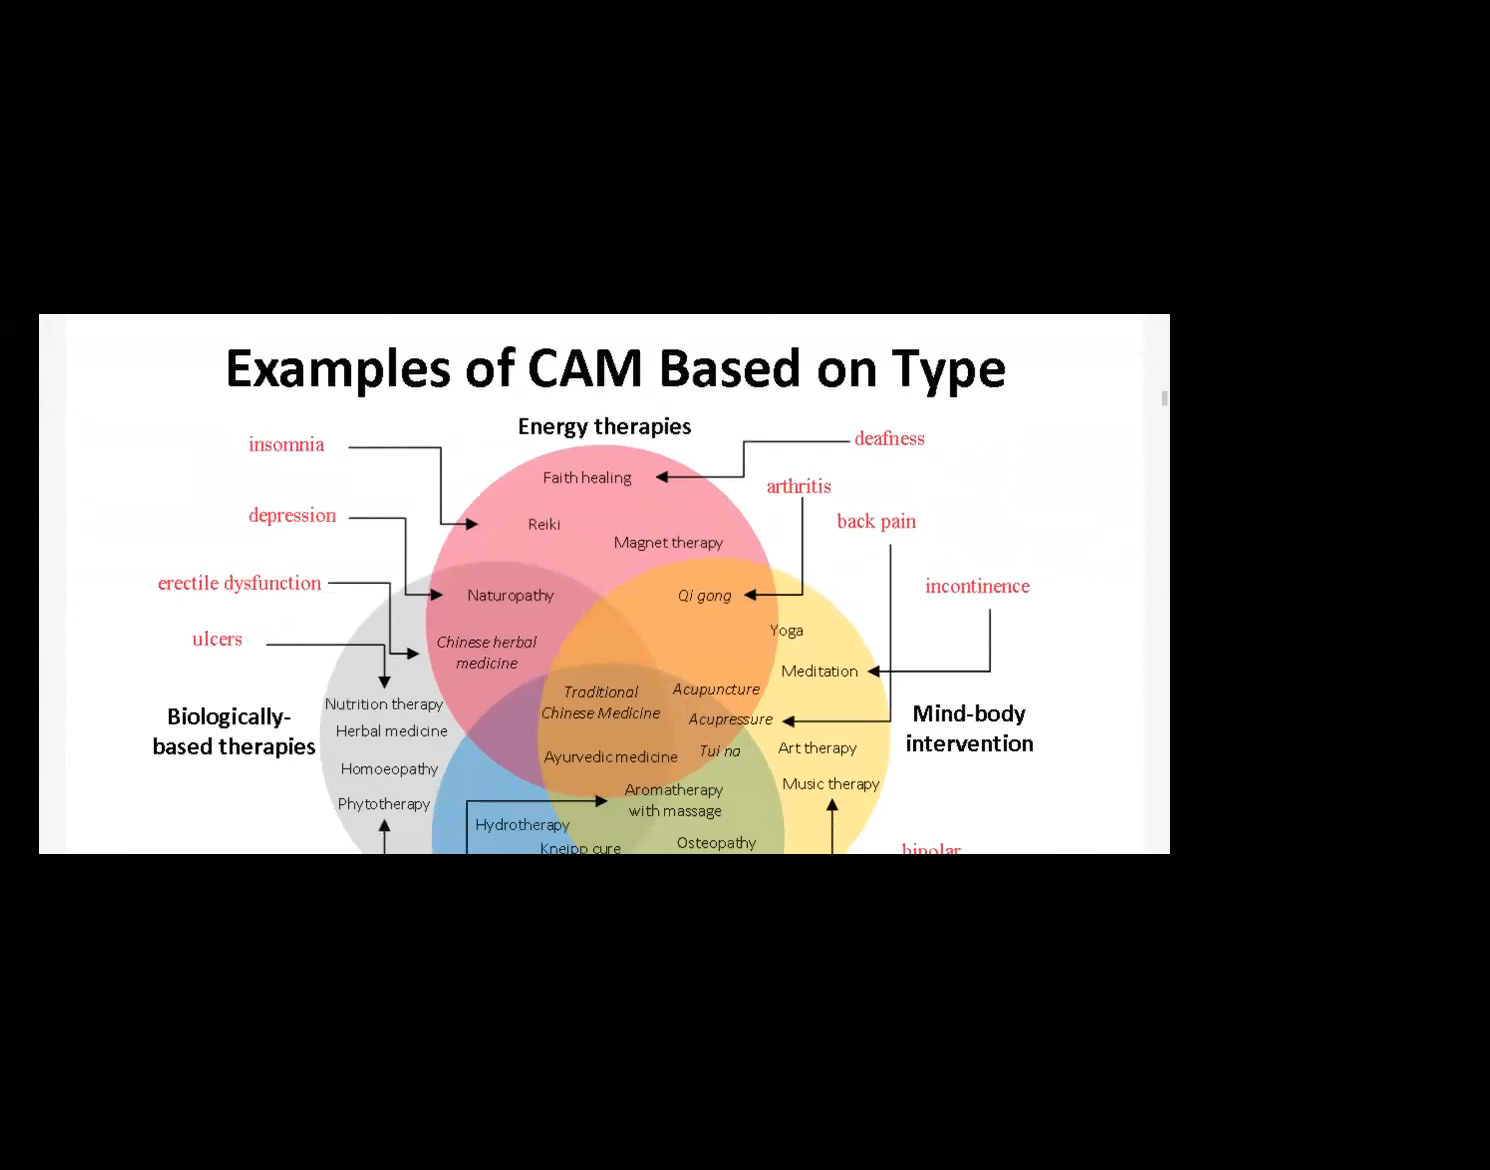 Examples of CAM Based on Type
Energy therapies
insomnia
deafness
Faith healing
arthritis
depression
Reiki
back pain
Magnet therapy
erectile dysfunction
Naturopathy
Qi gong
incontinence
ulcers
Yoga
Chinese herbal
medicine
Meditation
Nutrition therapy
Traditional
Chinese Medicine
Acupuncture
Biologically-
based therapies
Acupressure
Mind-body
intervention
Herbal medicine
Ayurvedic medicine
Tui na
Art therapy
Homoeopathy
Music therapy
Phytotherapy
Aromatherapy
with massage
Hydrotherapy
Osteopathy
Kneipp cure
bipolar